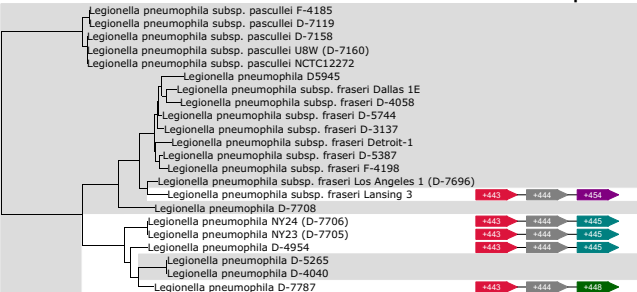 Legionella pneumophila subsp. pascullei F-4185
Legionella pneumophila subsp. pascullei D-7119
Legionella pneumophila subsp. pascullei D-7158
Legionella pneumophila subsp. pascullei U8W (D-7160)
Legionella pneumophila subsp. pascullei NCTC12272
Legionella pneumophila D5945
Legionella pneumophila subsp. fraseri Dallas 1E
Legionella pneumophila subsp. fraseri D-4058
Legionella pneumophila subsp. fraseri D-5744
Legionella pneumophila subsp. fraseri D-3137
Legionella pneumophila subsp. fraseri Detroit-1
Legionella pneumophila subsp. fraseri D-5387
Legionella pneumophila subsp. fraseri F-4198
Legionella pneumophila subsp. fraseri Los Angeles 1 (D-7696)
Legionella pneumophila subsp. fraseri Lansing 3 +443 +444 +454
Legionella pneumophila D-7708
Legionella pneumophila NY24 (D-7706) +443 +444 +445
Legionella pneumophila NY23 (D-7705) +443 +444 +445
Legionella pneumophila D-4954 +443 +444 +445
Legionella pneumophila D-5265
Legionella pneumophila D-4040
Legionella pneumophila D-7787 +443 +444 +448